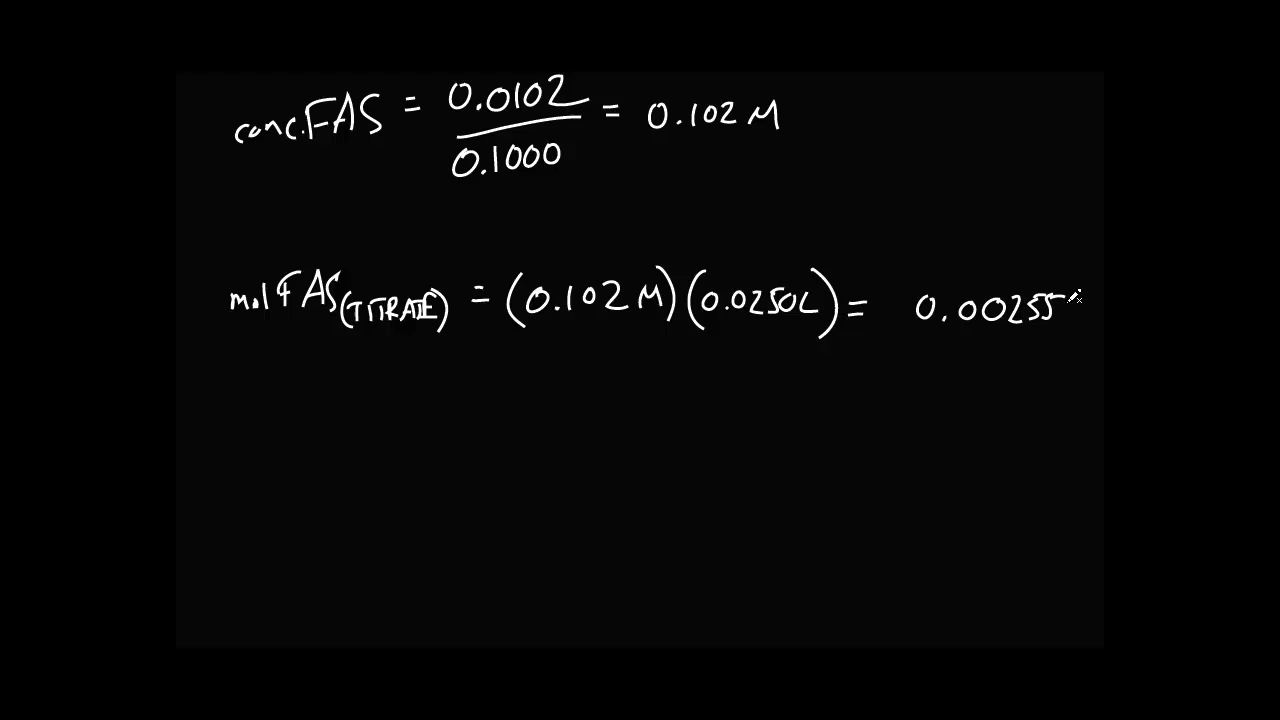 conc. FAS = 0.0102 / 0.1000 = 0.102 M
mol FAS (TITRATE) = (0.102 M) (0.0250L) = 0.00255